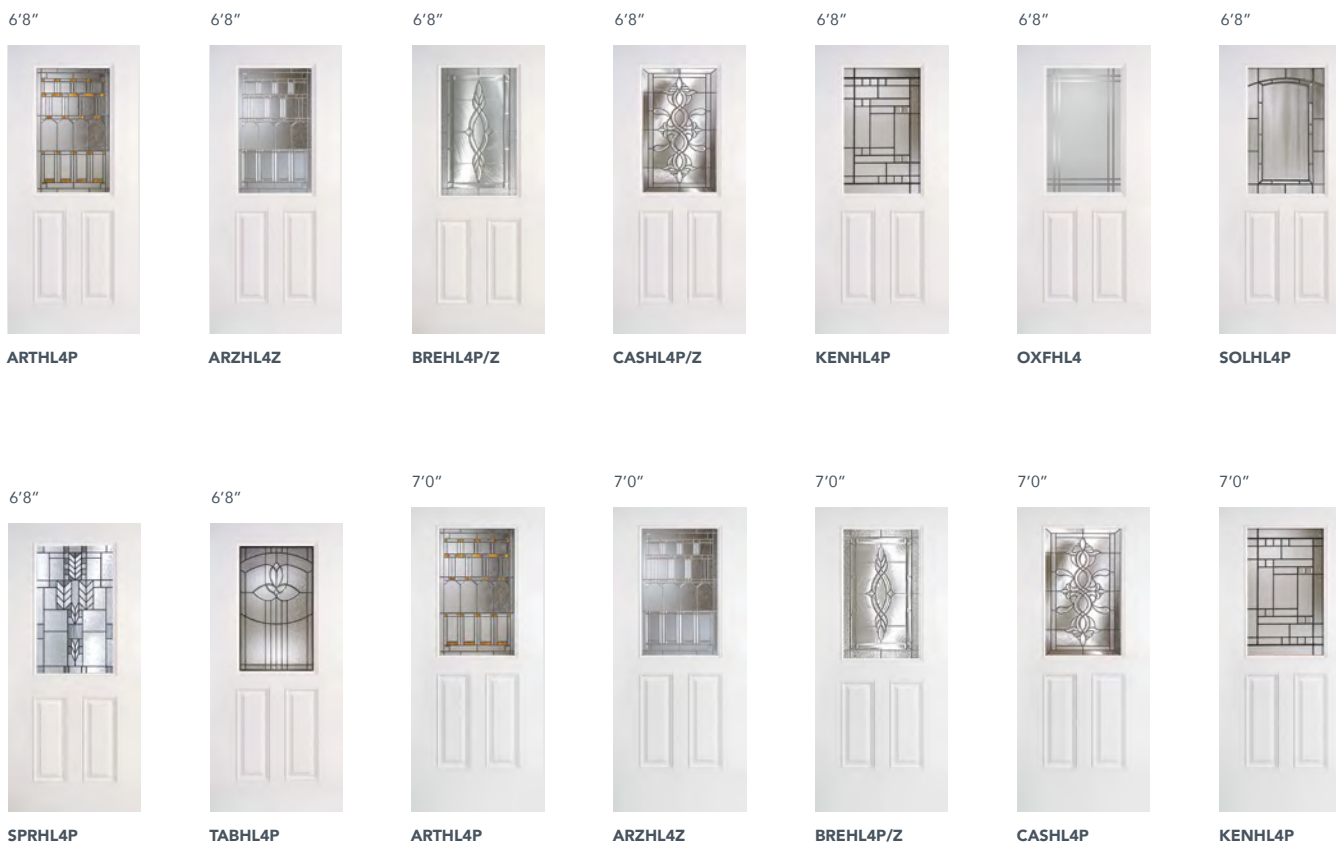 6'8" 6'8" 6'8" 6'8" 6'8" 6'8" 6'8"
ARTHL4P ARZHL4Z BREHL4P/Z CASHL4P/Z KENHL4P OXFHL4 SOLHL4P
6'8" 6'8" 7'0" 7'0" 7'0" 7'0" 7'0"
SPRHL4P TABHL4P ARTHL4P ARZHL4Z BREHL4P/Z CASHL4P KENHL4P